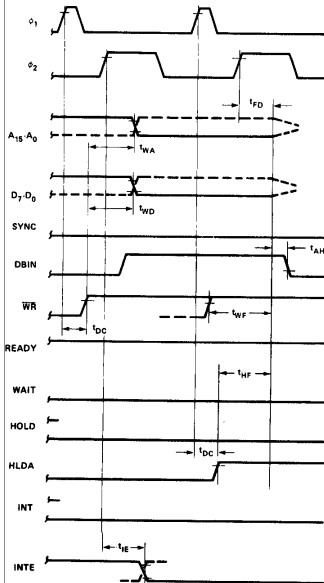 ϕ1
ϕ2
tFD
A15-A0
tWA
D7-D0
tWD
SYNC
tAH
DBIN
WR
tDC
tWF
READY
tHF
WAIT
HOLD
tDC
HLDA
INT
tIE
INTE